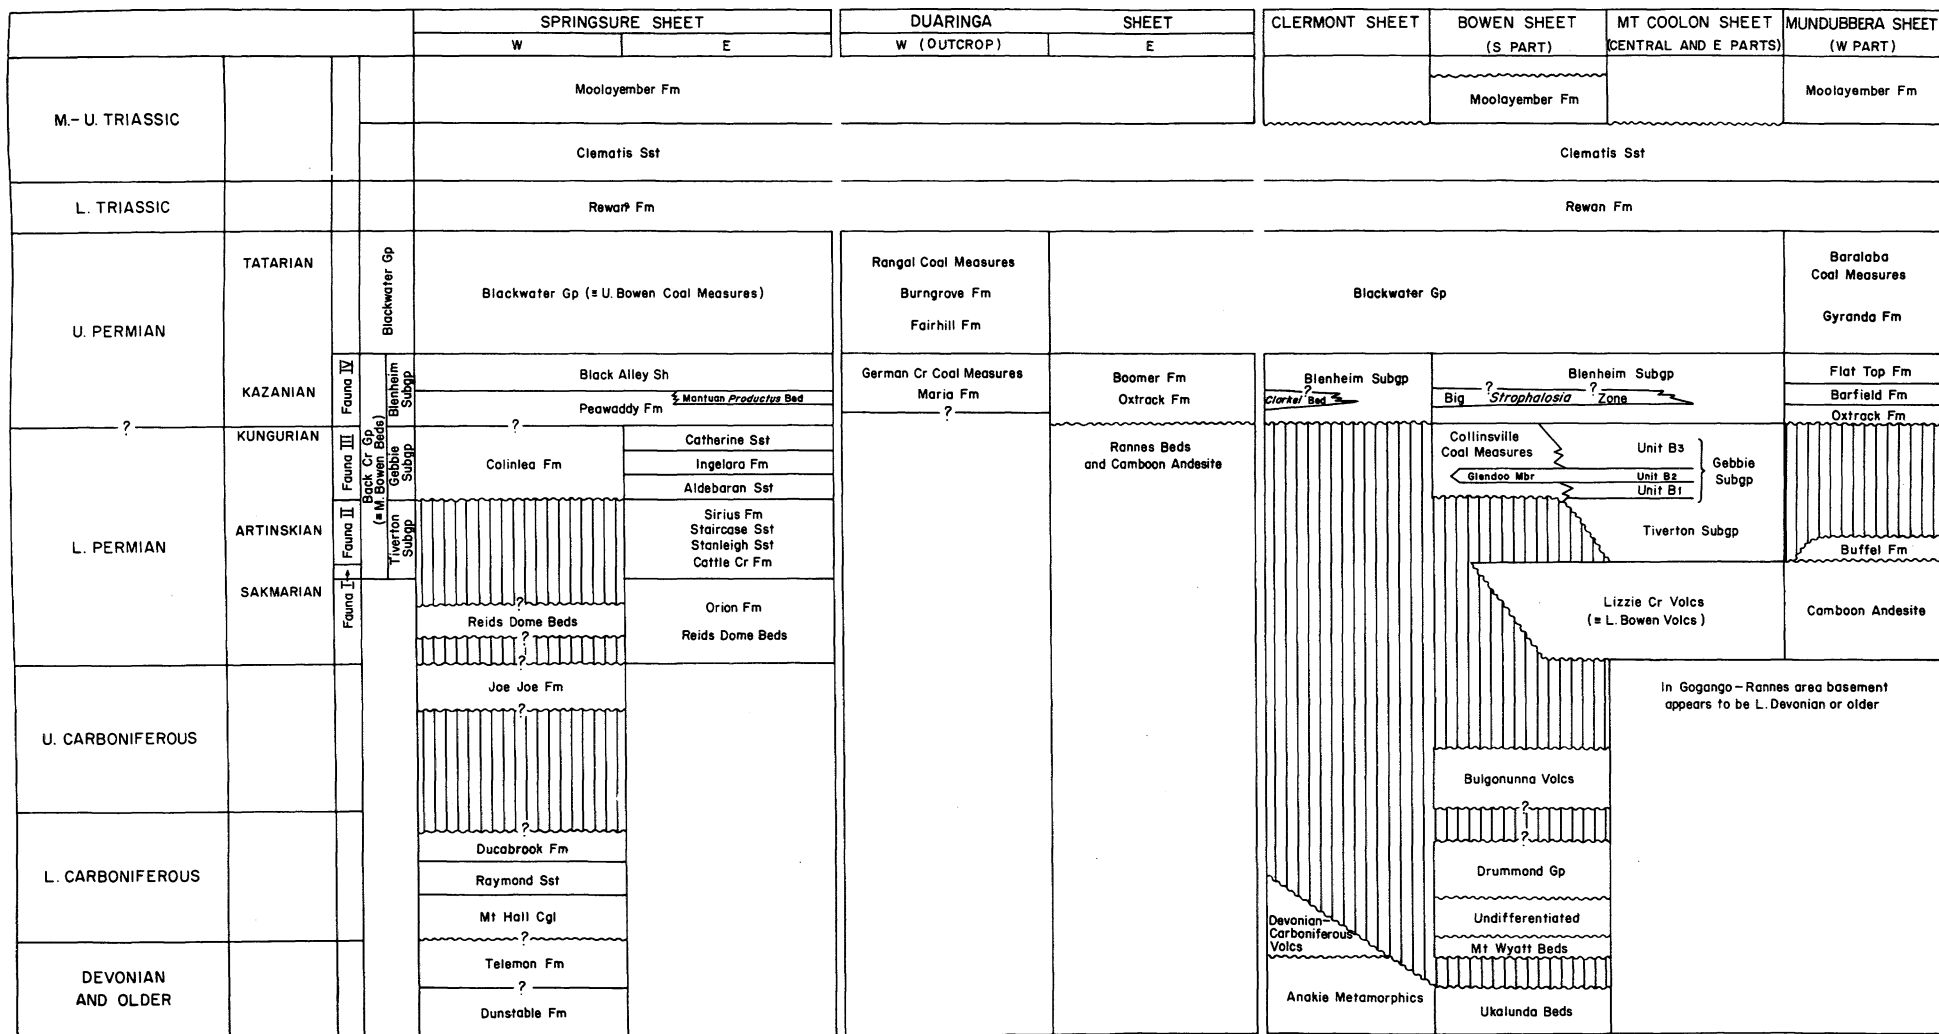 SPRINGSURE SHEET
DUARINGA SHEET
CLERMONT SHEET
BOWEN SHEET
(S PART)
MT COOLON SHEET
(CENTRAL AND E PARTS)
MUNDUBBERA SHEET
(W PART)
W
E
W (OUTCROP)
E
M.-U. TRIASSIC
Moolayember Fm
Moolayember Fm
Moolayember Fm
Clematis Sst
Clematis Sst
L. TRIASSIC
Rewan Fm
Rewan Fm
U. PERMIAN
TATARIAN
KAZANIAN
Blackwater Gp
Blackwater Gp (≡ U. Bowen Coal Measures)
Rangal Coal Measures
Burngrove Fm
Fairhill Fm
Blackwater Gp
Baralaba
Coal Measures
Gyranda Fm
Fauna IV
Back Cr Gp
(≡ M. Bowen Beds)
Blenheim
Subgp
Black Alley Sh
Peawaddy Fm
Mantuan Productus Bed
German Cr Coal Measures
Maria Fm
?
Boomer Fm
Oxtrack Fm
Blenheim Subgp
?
Clarkei Bed
Blenheim Subgp
? ?
Big Strophalosia Zone
Flat Top Fm
Barfield Fm
Oxtrack Fm
?
?
L. PERMIAN
KUNGURIAN
ARTINSKIAN
SAKMARIAN
Fauna III
Fauna II
Fauna I
Gebbie
Subgp
Tiverton
Subgp
Colinlea Fm
Catherine Sst
Ingelara Fm
Aldebaran Sst
Sirius Fm
Staircase Sst
Stanleigh Sst
Cattle Cr Fm
Orion Fm
Reids Dome Beds
?
Reids Dome Beds
?
?
Rannes Beds
and Camboon Andesite
Collinsville
Coal Measures
Glendoo Mbr
Unit B3
Unit B2
Unit B1
Gebbie
Subgp
Tiverton Subgp
Buffel Fm
Lizzie Cr Volcs
(≡ L. Bowen Volcs)
Camboon Andesite
U. CARBONIFEROUS
Joe Joe Fm
?
In Gogango-Rannes area basement
appears to be L. Devonian or older
Bulgonunna Volcs
?
?
L. CARBONIFEROUS
?
Ducabrook Fm
Raymond Sst
Mt Hall Cgl
?
Drummond Gp
Undifferentiated
Mt Wyatt Beds
Devonian-
Carboniferous
Volcs
DEVONIAN
AND OLDER
Telemon Fm
?
Dunstable Fm
Anakie Metamorphics
Ukalunda Beds